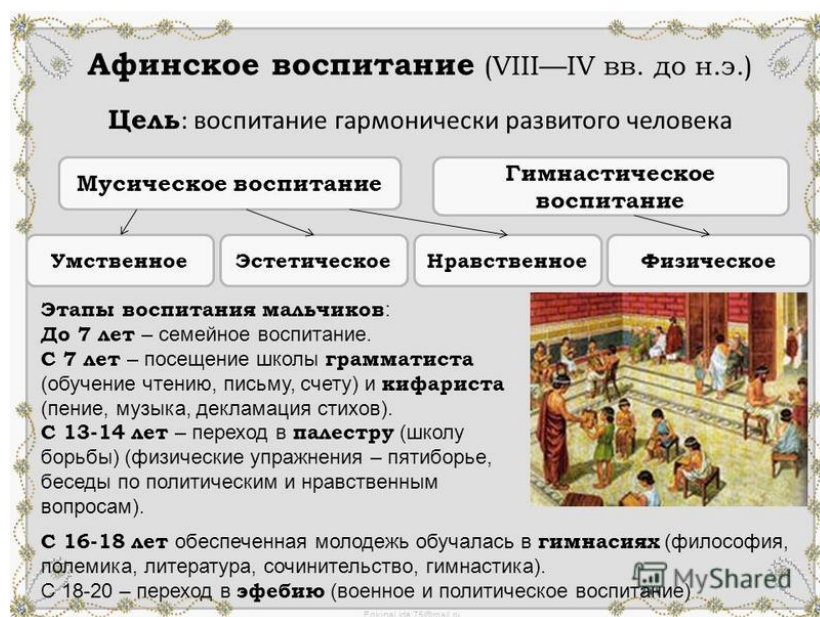 Афинское воспитание (VIII—IV вв. до н.э.)
Цель: воспитание гармонически развитого человека
Мусическое воспитание
Гимнастическое
воспитание
Умственное
Эстетическое
Нравственное
Физическое
Этапы воспитания мальчиков:
До 7 лет – семейное воспитание.
С 7 лет – посещение школы грамматиста
(обучение чтению, письму, счету) и кифариста
(пение, музыка, декламация стихов).
С 13-14 лет – переход в палестру (школу
борьбы) (физические упражнения – пятиборье,
беседы по политическим и нравственным
вопросам).
С 16-18 лет обеспеченная молодежь обучалась в гимнасиях (философия,
полемика, литература, сочинительство, гимнастика).
С 18-20 – переход в эфебию (военное и политическое воспитание)
MyShared